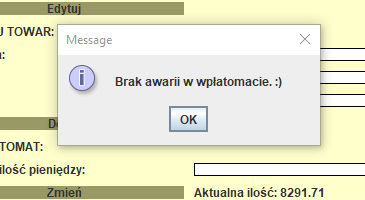 Edytuj
J TOWAR:
Message
Brak awarii w wpłatomacie. :)
OK
TOMAT:
ilość pieniędzy:
Zmień
Aktualna ilość: 8291.71